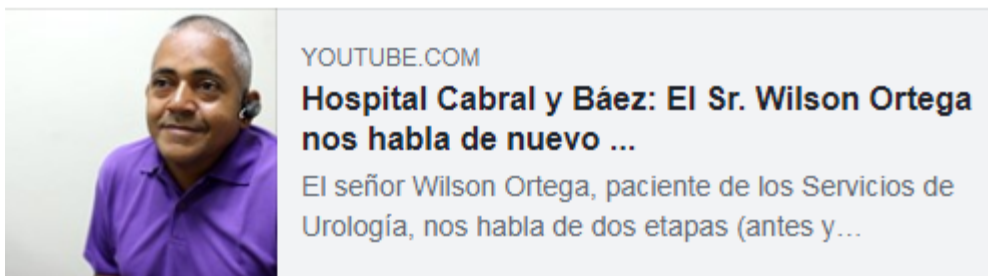 YOUTUBE.COM
Hospital Cabral y Báez: El Sr. Wilson Ortega
nos habla de nuevo ...
El señor Wilson Ortega, paciente de los Servicios de
Urología, nos habla de dos etapas (antes y...